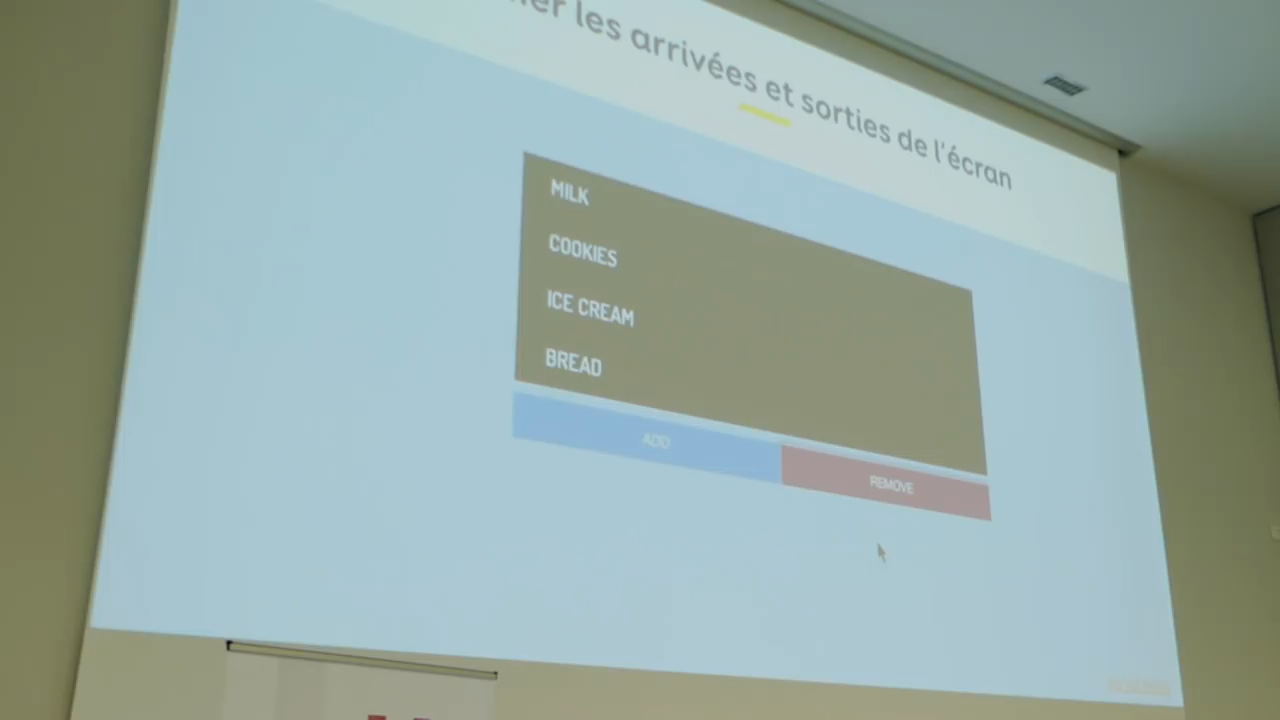 les arrivées et sorties de l'écran
MILK
COOKIES
ICE CREAM
BREAD
ADD
REMOVE